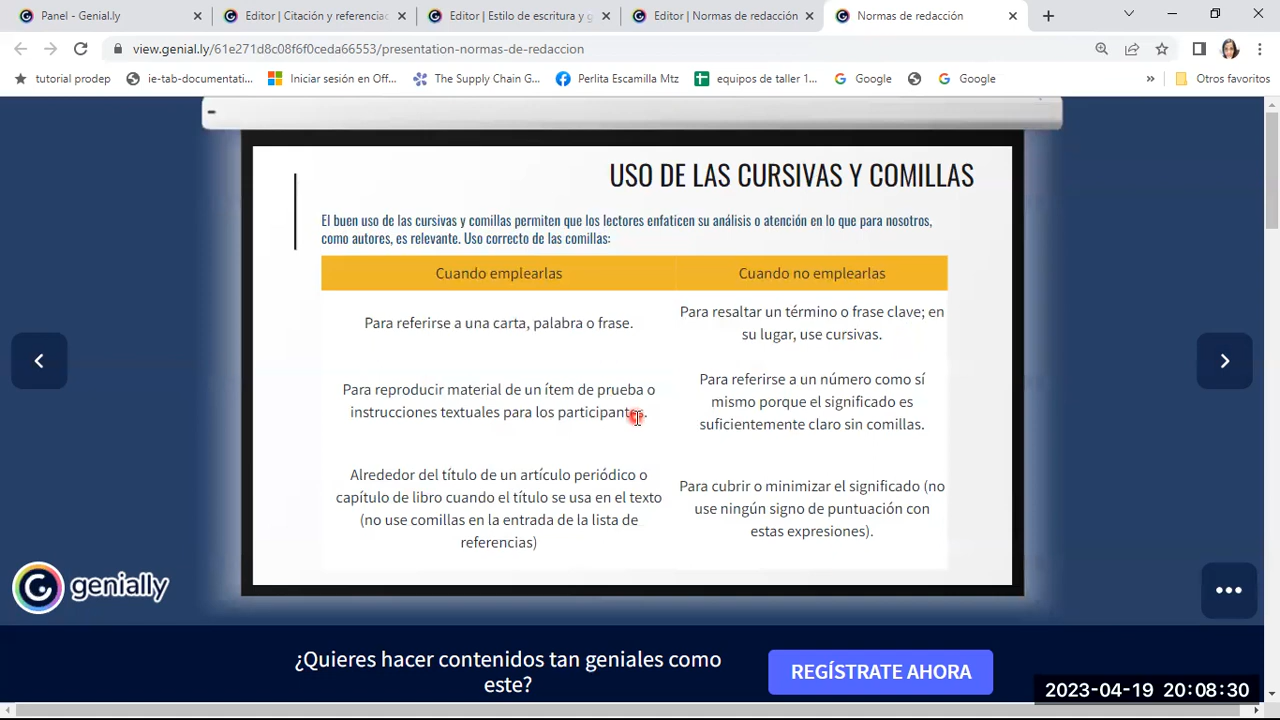 Panel - Genial.ly
Editor | Citación y referenciac
Editor | Estilo de escritura y g
Editor | Normas de redacción
Normas de redacción
view.genial.ly/61e271d8c08f6f0ceda66553/presentation-normas-de-redaccion
tutorial prodep
ie-tab-documentati...
Iniciar sesión en Off...
The Supply Chain G...
Perlita Escamilla Mtz
equipos de taller 1...
Google
Google
»
Otros favoritos
USO DE LAS CURSIVAS Y COMILLAS
El buen uso de las cursivas y comillas permiten que los lectores enfaticen su análisis o atención en lo que para nosotros,
como autores, es relevante. Uso correcto de las comillas:
Cuando emplearlas
Cuando no emplearlas
Para referirse a una carta, palabra o frase.
Para resaltar un término o frase clave; en
su lugar, use cursivas.
Para reproducir material de un ítem de prueba o
instrucciones textuales para los participantes.
Para referirse a un número como sí
mismo porque el significado es
suficientemente claro sin comillas.
Alrededor del título de un artículo periódico o
capítulo de libro cuando el título se usa en el texto
(no use comillas en la entrada de la lista de
referencias)
Para cubrir o minimizar el significado (no
use ningún signo de puntuación con
estas expresiones).
genially
¿Quieres hacer contenidos tan geniales como
este?
REGÍSTRATE AHORA
2023-04-19 20:08:30